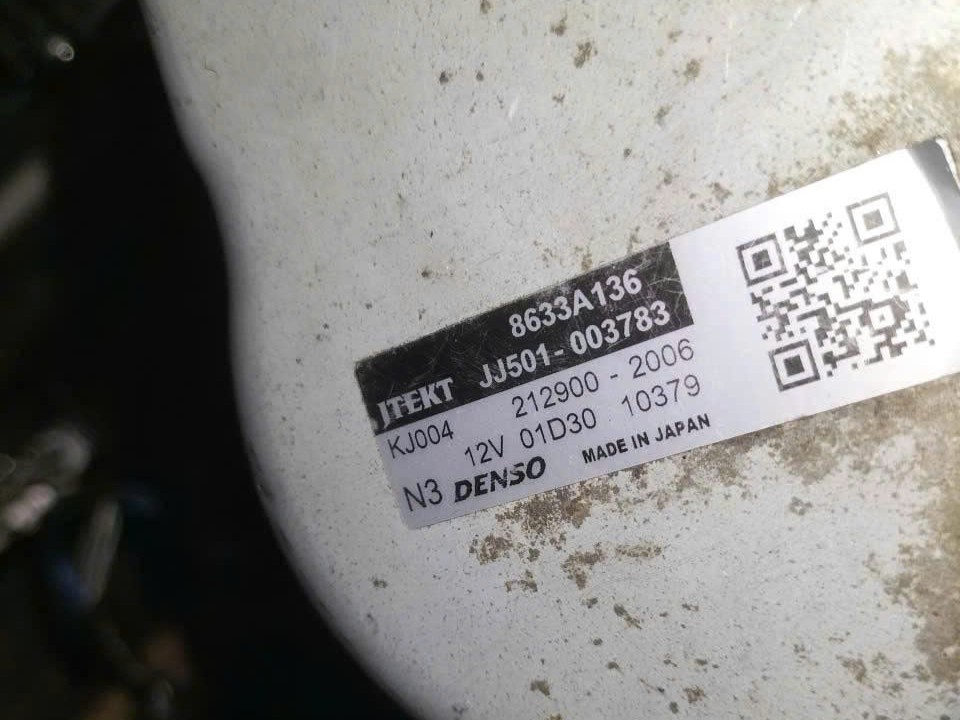 8633A136
JTEKT JJ501-003783
KJ004 212900-2006
12V 01D30 10379
N3 DENSO MADE IN JAPAN